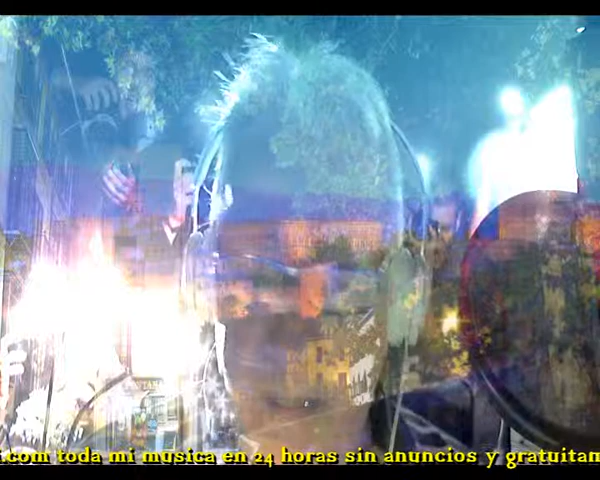 .com toda mi musica en 24 horas sin anuncios y gratuitam